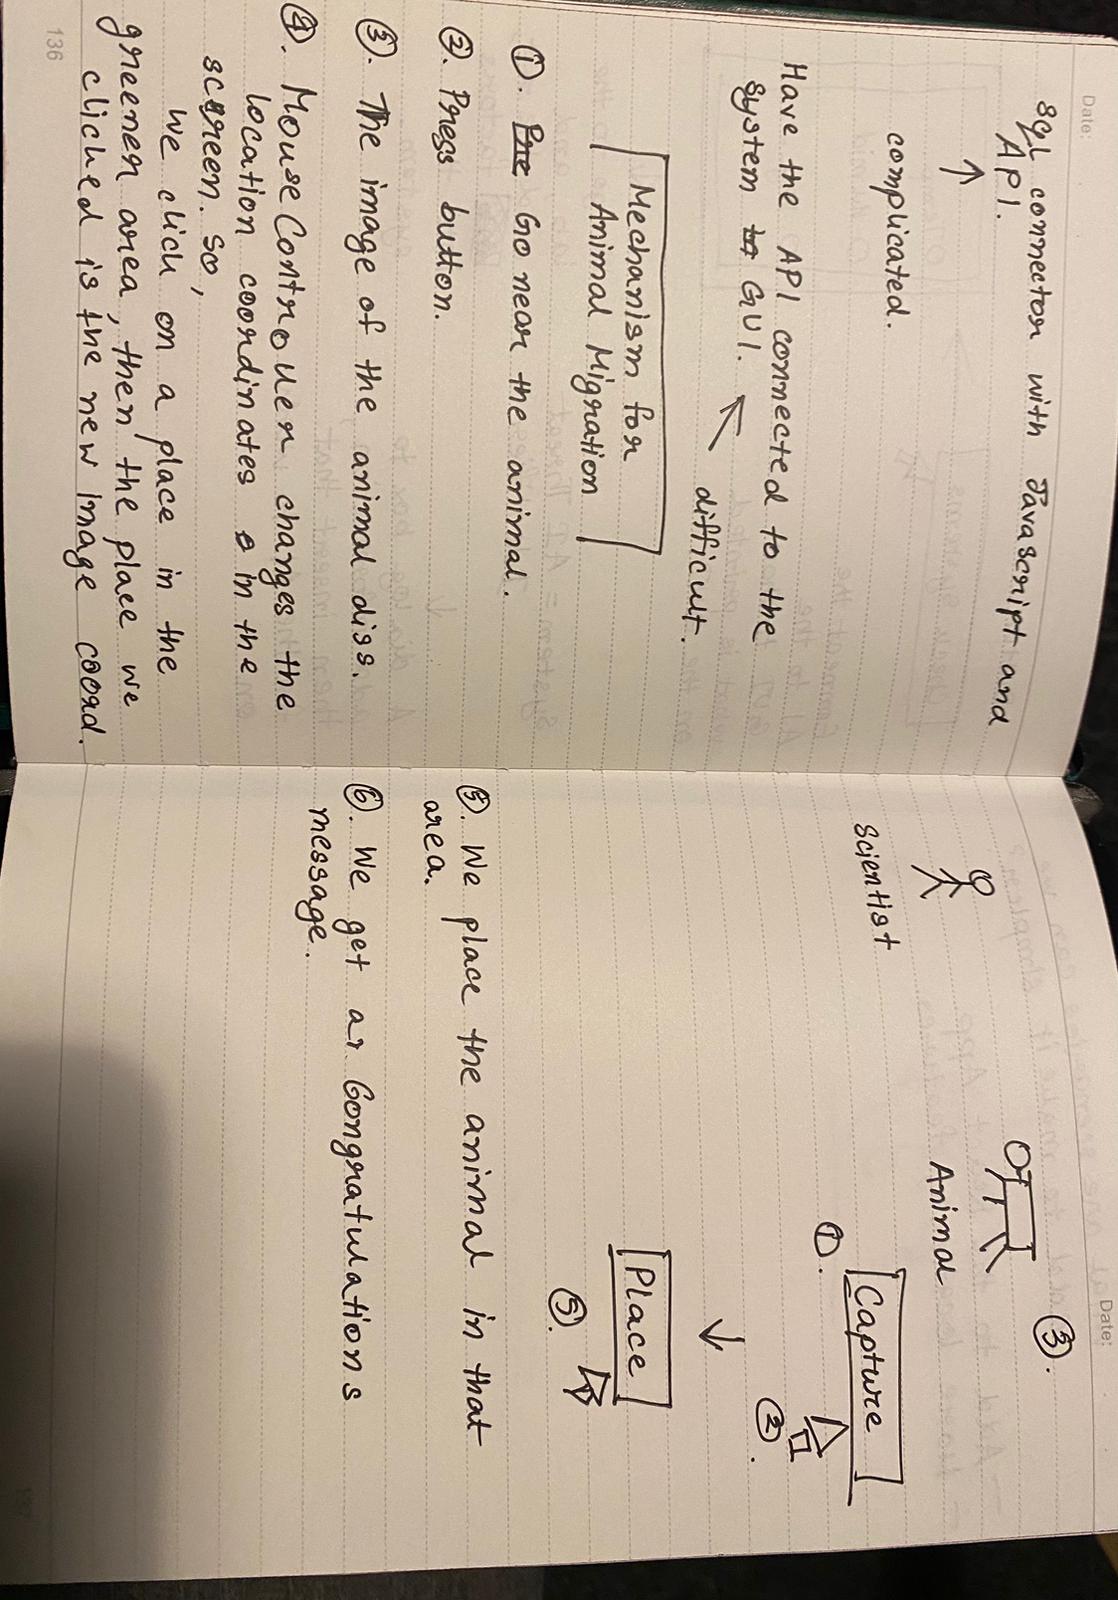 Date:
sql connector with Javascript and
API.
↑
complicated.
Have the API connected to the
system GUI. ↖ difficult.
Mechanism for
Animal Migration
①. Go near the animal.
②. Press button.
③. The image of the animal diss.
④. Mouse Controller changes the
location coordinates in the
screen. So,
We click on a place in the
greener area, then the place we
clicked is the new image coord.
136
Date:
③.
Animal
Scientist
Capture
①.
②.
↓
Place
⑤.
⑤. We place the animal in that
area.
⑥. We get a Congratulations
message.